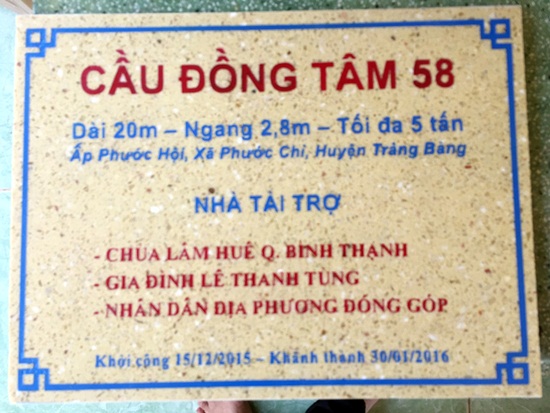 CẦU ĐỒNG TÂM 58
Dài 20m – Ngang 2,8m – Tối đa 5 tấn
Ấp Phước Hội, Xã Phước Chỉ, Huyện Trảng Bàng
NHÀ TÀI TRỢ
- CHÙA LÂM HUÊ Q. BÌNH THẠNH
- GIA ĐÌNH LÊ THANH TÙNG
- NHÂN DÂN ĐỊA PHƯƠNG ĐÓNG GÓP
Khởi công 15/12/2015 – Khánh thành 30/01/2016